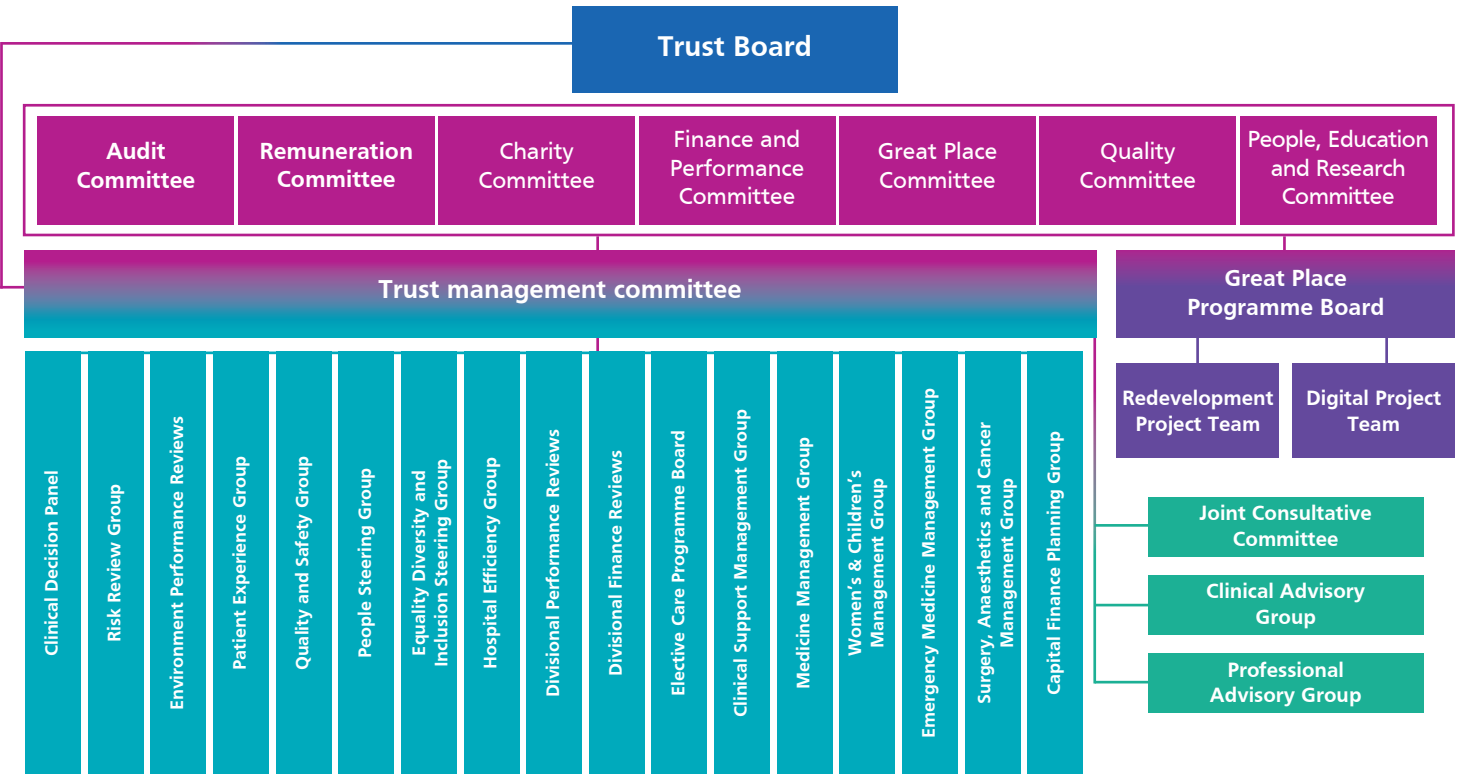 Trust Board
Audit
Committee
Remuneration
Committee
Charity
Committee
Finance and
Performance
Committee
Great Place
Committee
Quality
Committee
People, Education
and Research
Committee
Trust management committee
Great Place
Programme Board
Redevelopment
Project Team
Digital Project
Team
Clinical Decision Panel
Risk Review Group
Environment Performance Reviews
Patient Experience Group
Quality and Safety Group
People Steering Group
Equality Diversity and
Inclusion Steering Group
Hospital Efficiency Group
Divisional Performance Reviews
Divisional Finance Reviews
Elective Care Programme Board
Clinical Support Management Group
Medicine Management Group
Women's & Children's
Management Group
Emergency Medicine Management Group
Surgery, Anaesthetics and Cancer
Management Group
Capital Finance Planning Group
Joint Consultative
Committee
Clinical Advisory
Group
Professional
Advisory Group